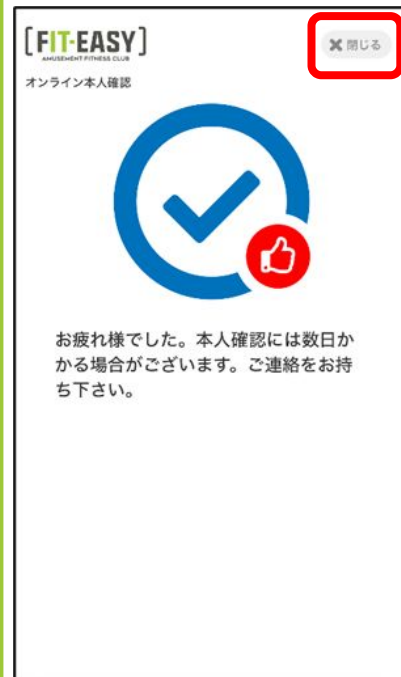 [FIT-EASY]
AMUSEMENT FITNESS CLUB
✖ 閉じる
オンライン本人確認
お疲れ様でした。本人確認には数日か
かる場合がございます。ご連絡をお持
ち下さい。